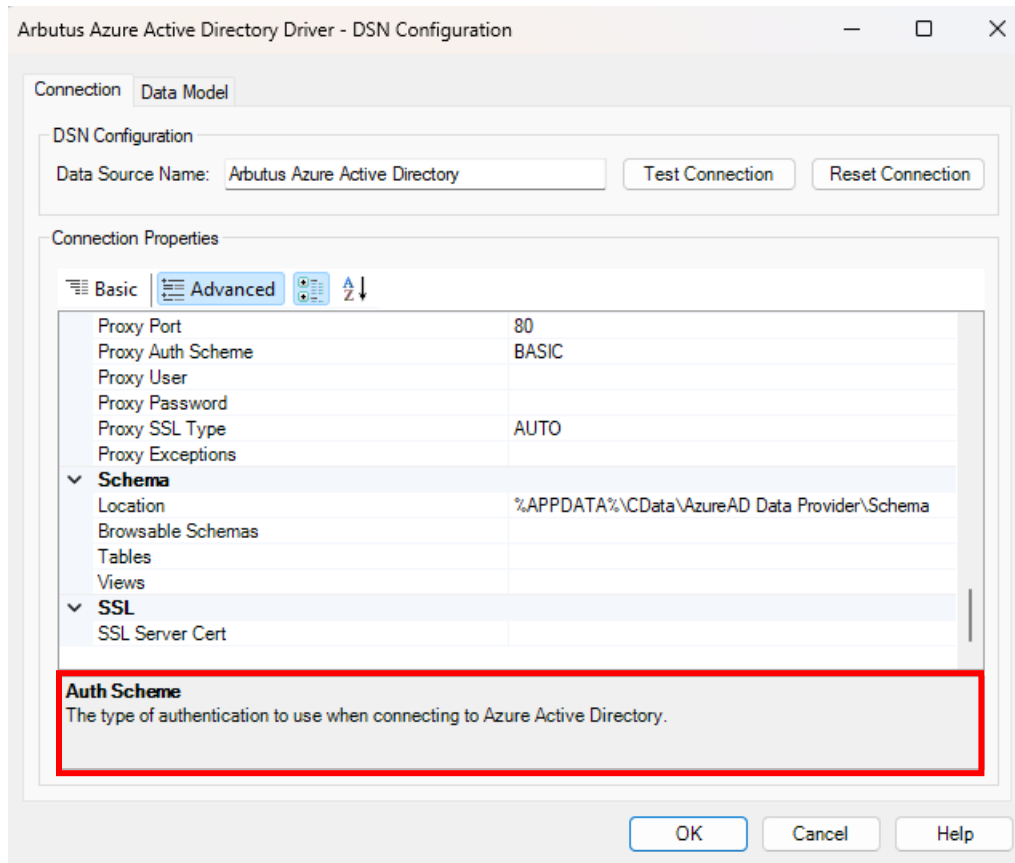 Arbutus Azure Active Directory Driver - DSN Configuration
Connection Data Model
DSN Configuration
Data Source Name: Arbutus Azure Active Directory Test Connection Reset Connection
Connection Properties
Basic Advanced AZ
Proxy Port 80
Proxy Auth Scheme BASIC
Proxy User
Proxy Password
Proxy SSL Type AUTO
Proxy Exceptions
Schema
Location %APPDATA%\CData\AzureAD Data Provider\Schema
Browsable Schemas
Tables
Views
SSL
SSL Server Cert
Auth Scheme
The type of authentication to use when connecting to Azure Active Directory.
OK Cancel Help